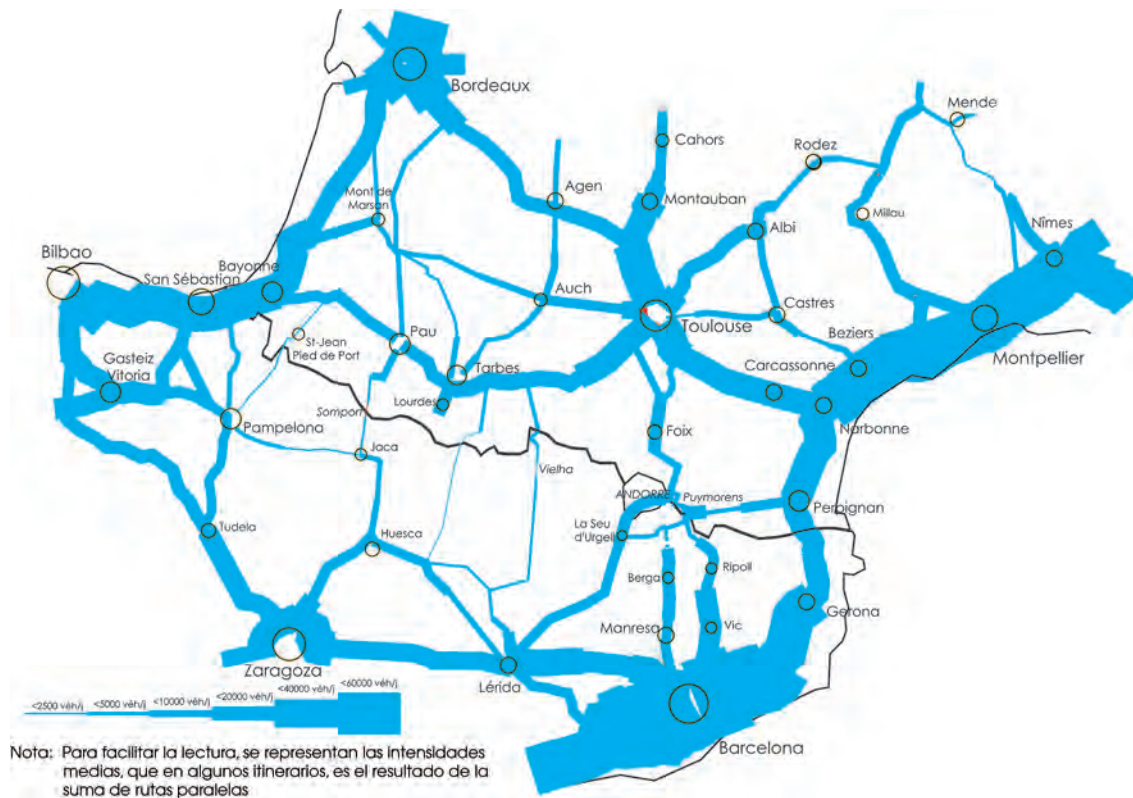 Bordeaux
Mende
Cahors
Rodez
Agen
Montauban
Mont de
Marsan
Millau
Albi
Nîmes
Bilbao
San Sébastian
Bayonne
Auch
Toulouse
Castres
Beziers
Montpellier
St-Jean
Pied de Port
Pau
Gasteiz
Vitoria
Tarbes
Carcassonne
Lourdes
Somport
Narbonne
Pampelona
Foix
Jaca
Vielha
ANDORRE
Puymorens
Perpignan
Tudela
La Seu
d'Urgell
Huesca
Ripoll
Berga
Gerona
Manresa
Vic
Zaragoza
Lérida
Barcelona
<2500 véh/j
<5000 véh/j
<10000 véh/j
<20000 véh/j
<40000 véh/j
<60000 véh/j
Nota: Para facilitar la lectura, se representan las intensidades
medias, que en algunos itinerarios, es el resultado de la
suma de rutas paralelas